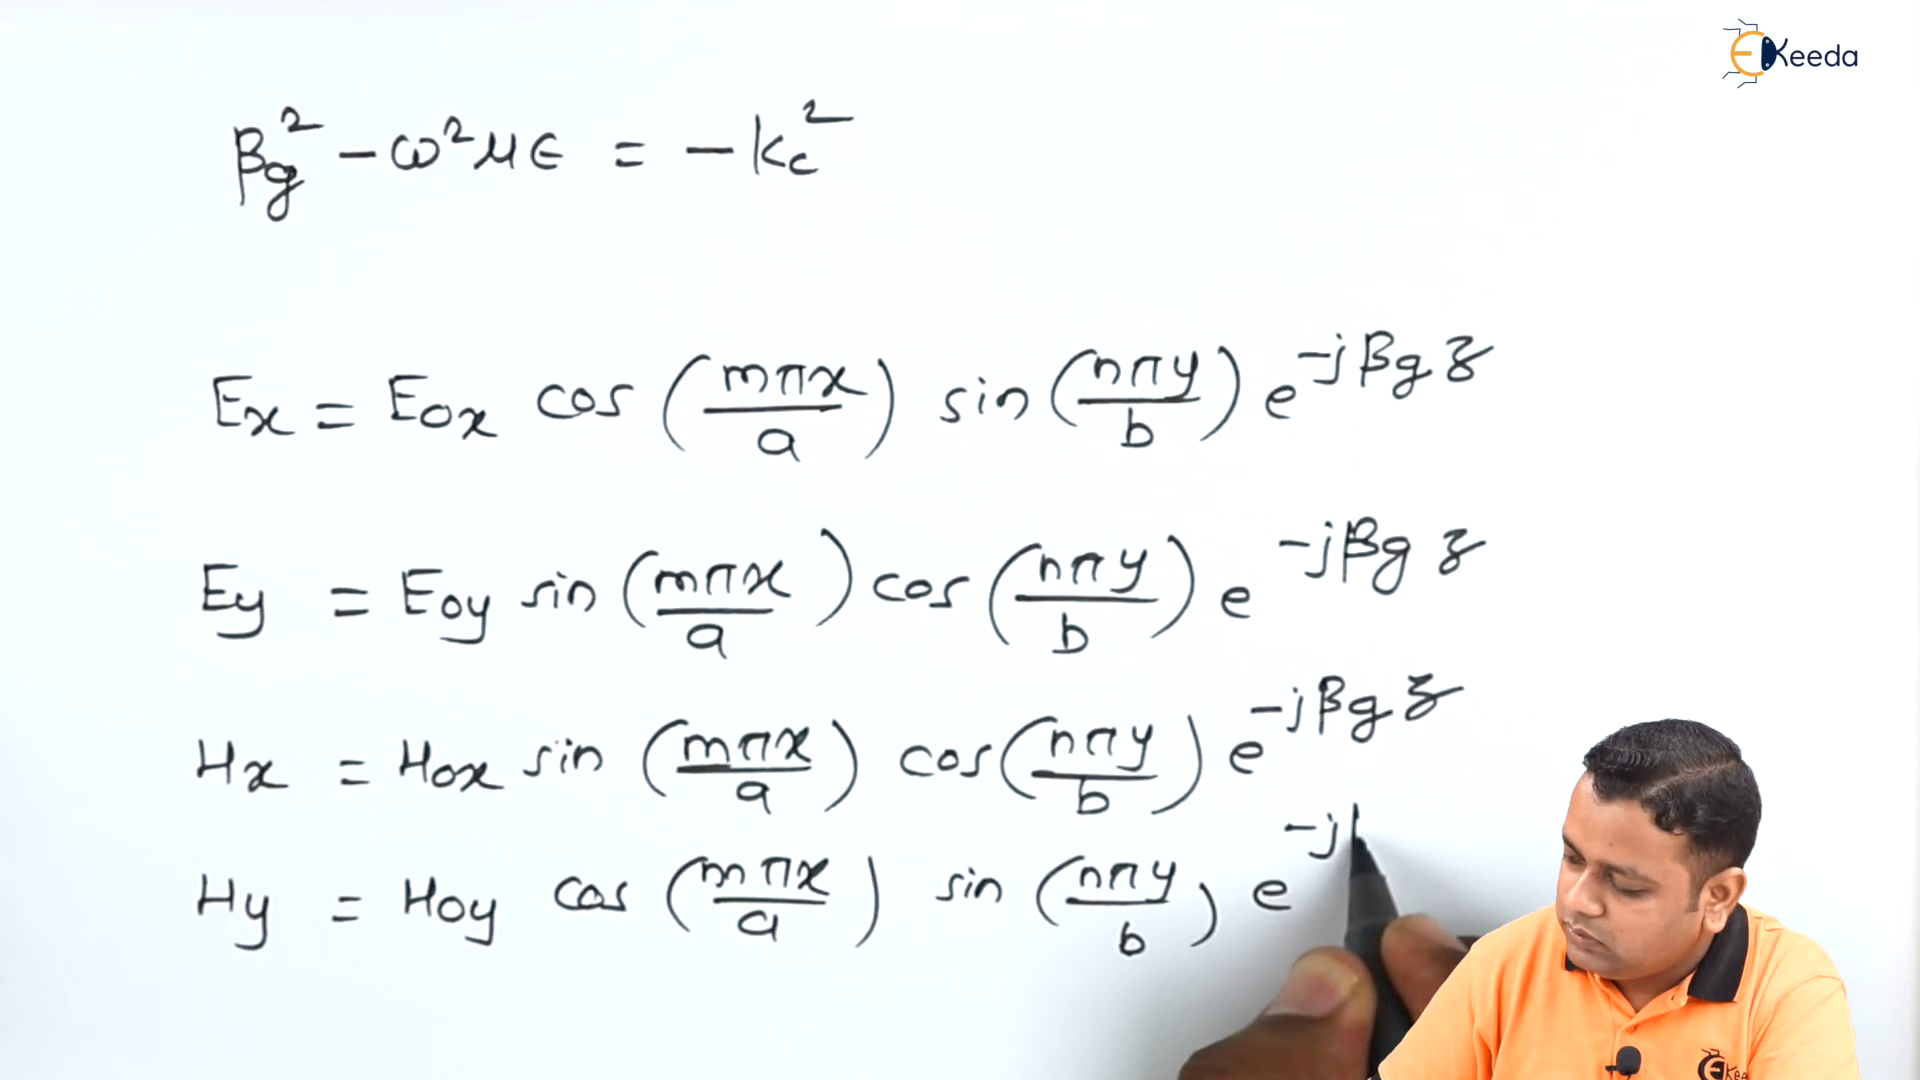 EKeeda
βg² - ω²μϵ = - Kc²
Ex = Eox cos (mπx/a) sin (nπy/b) e^-jβg z
Ey = Eoy sin (mπx/a) cos (nπy/b) e^-jβg z
Hx = Hox sin (mπx/a) cos (nπy/b) e^-jβg z
Hy = Hoy cos (mπx/a) sin (nπy/b) e^-j